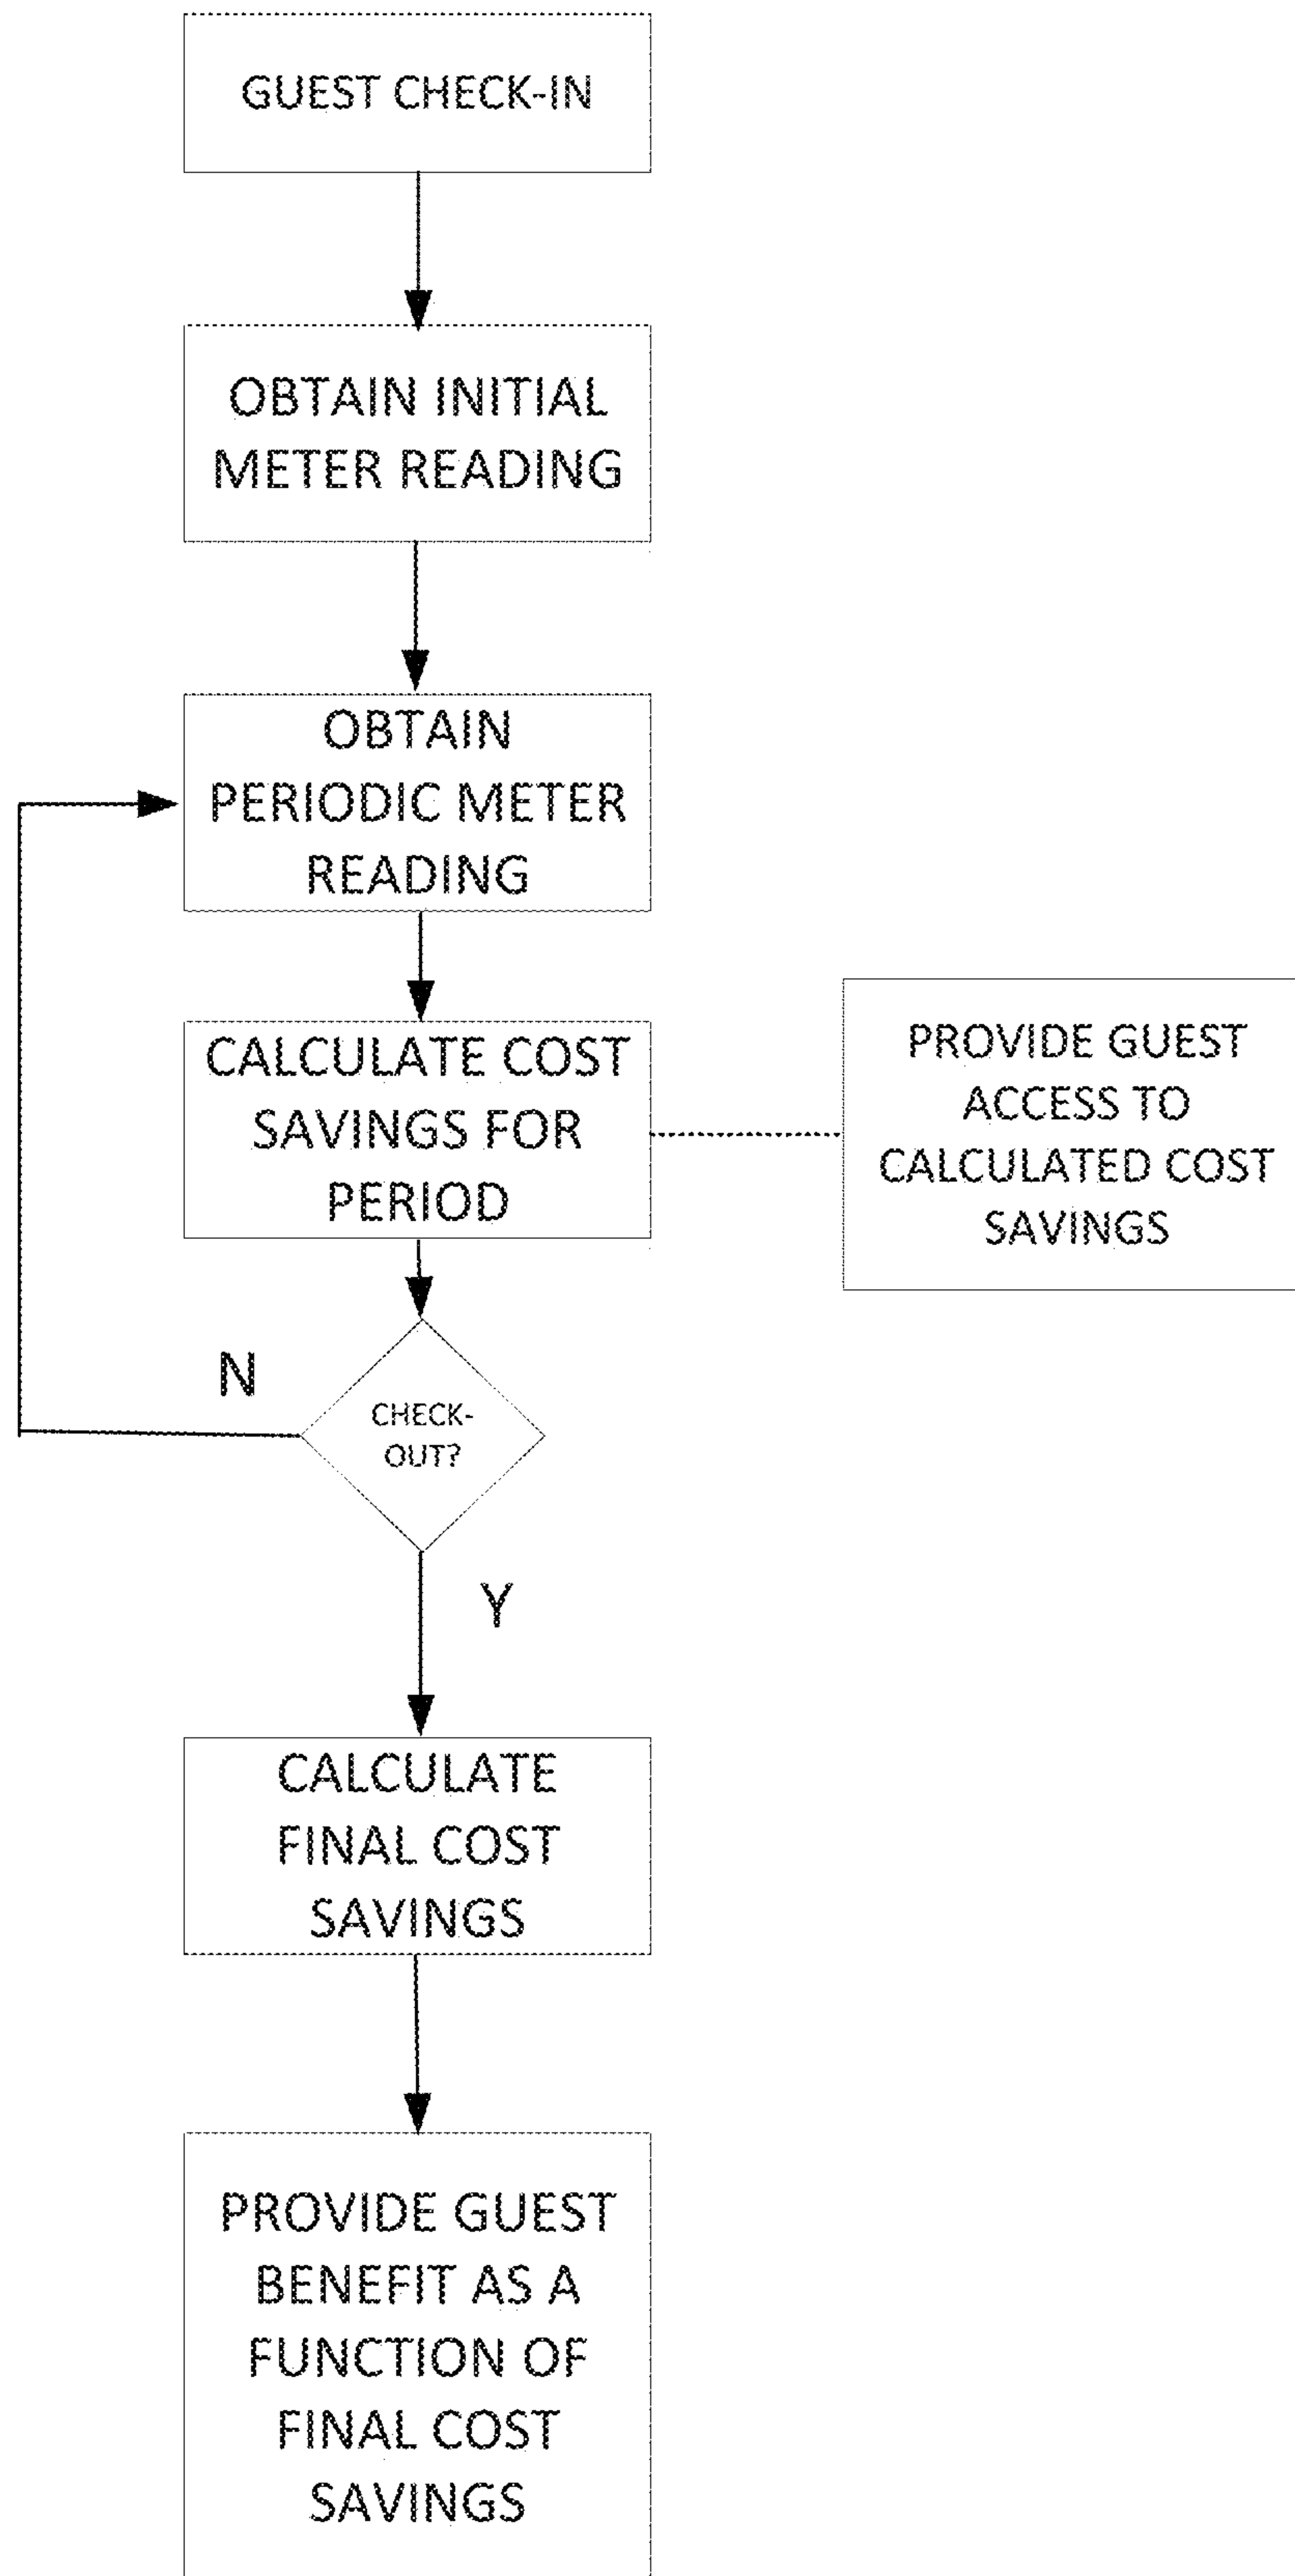 GUEST CHECK-IN
OBTAIN INITIAL
METER READING
OBTAIN
PERIODIC METER
READING
CALCULATE COST
SAVINGS FOR
PERIOD
PROVIDE GUEST
ACCESS TO
CALCULATED COST
SAVINGS
N
CHECK-
OUT?
Y
CALCULATE
FINAL COST
SAVINGS
PROVIDE GUEST
BENEFIT AS A
FUNCTION OF
FINAL COST
SAVINGS